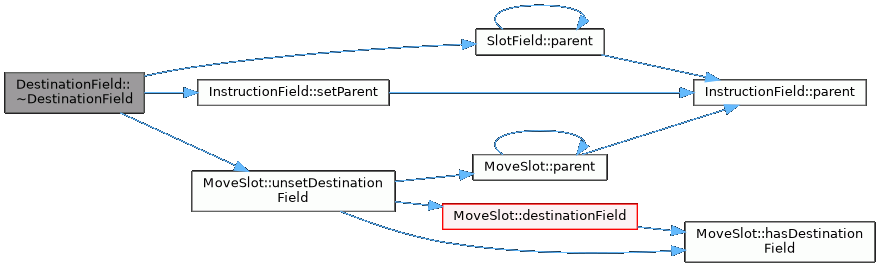 SlotField::parent
DestinationField::
~DestinationField
InstructionField::setParent
InstructionField::parent
MoveSlot::parent
MoveSlot::unsetDestination
Field
MoveSlot::destinationField
MoveSlot::hasDestination
Field